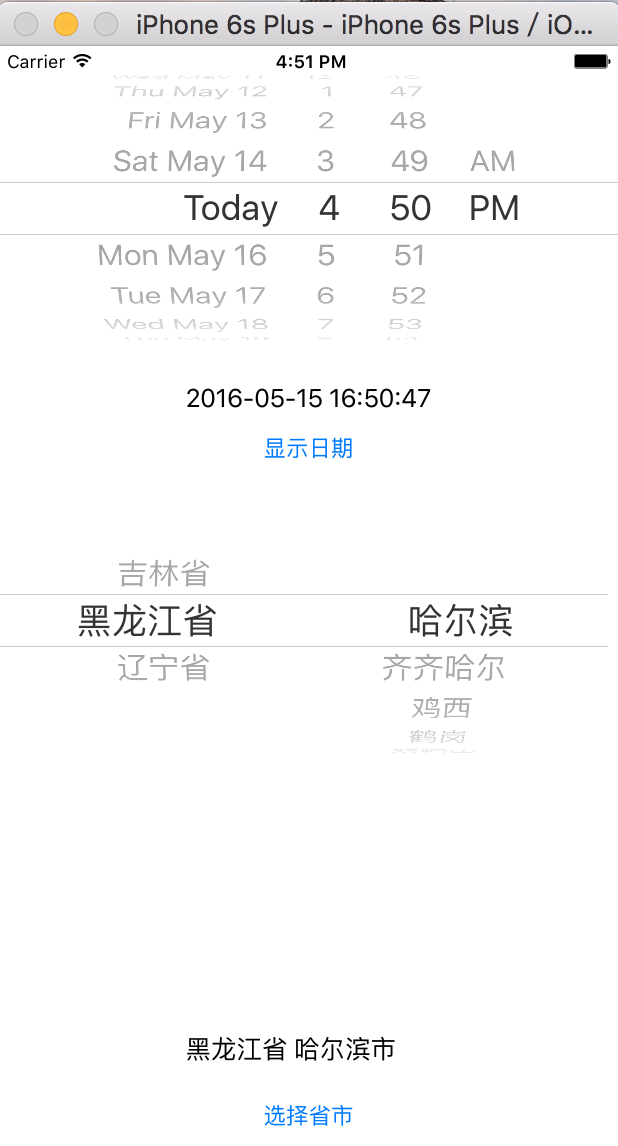 iPhone 6s Plus - iPhone 6s Plus / iO...
Carrier 4:51 PM
Thu May 12 1 47
Fri May 13 2 48
Sat May 14 3 49 AM
Today 4 50 PM
Mon May 16 5 51
Tue May 17 6 52
Wed May 18 7 53
2016-05-15 16:50:47
显示日期
吉林省
黑龙江省 哈尔滨
辽宁省 齐齐哈尔
鸡西
鹤岗
黑龙江省 哈尔滨市
选择省市